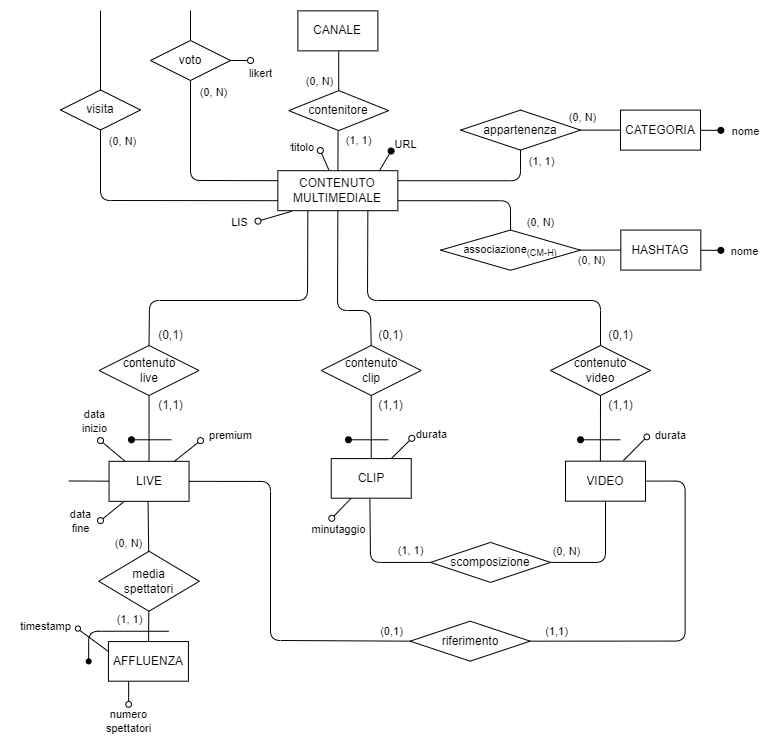 CANALE
voto
likert
(0, N)
(0, N)
visita
contenitore
(0, N)
(0, N)
appartenenza
CATEGORIA
nome
(1, 1)
titolo
URL
(1, 1)
CONTENUTO
MULTIMEDIALE
LIS
(0, N)
associazione(CM-H)
HASHTAG
nome
(0, N)
(0,1)
(0,1)
(0,1)
contenuto
live
contenuto
clip
contenuto
video
(1,1)
(1,1)
(1,1)
data
inizio
premium
durata
durata
LIVE
CLIP
VIDEO
data
fine
minutaggio
(0, N)
(1, 1)
scomposizione
(0, N)
media
spettatori
(1, 1)
timestamp
(0,1)
riferimento
(1,1)
AFFLUENZA
numero
spettatori